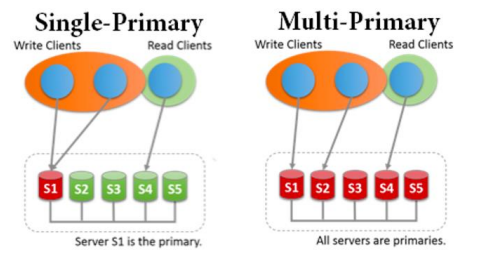 Single-Primary
Write Clients
Read Clients
S1 S2 S3 S4 S5
Server S1 is the primary.
Multi-Primary
Write Clients
Read Clients
S1 S2 S3 S4 S5
All servers are primaries.